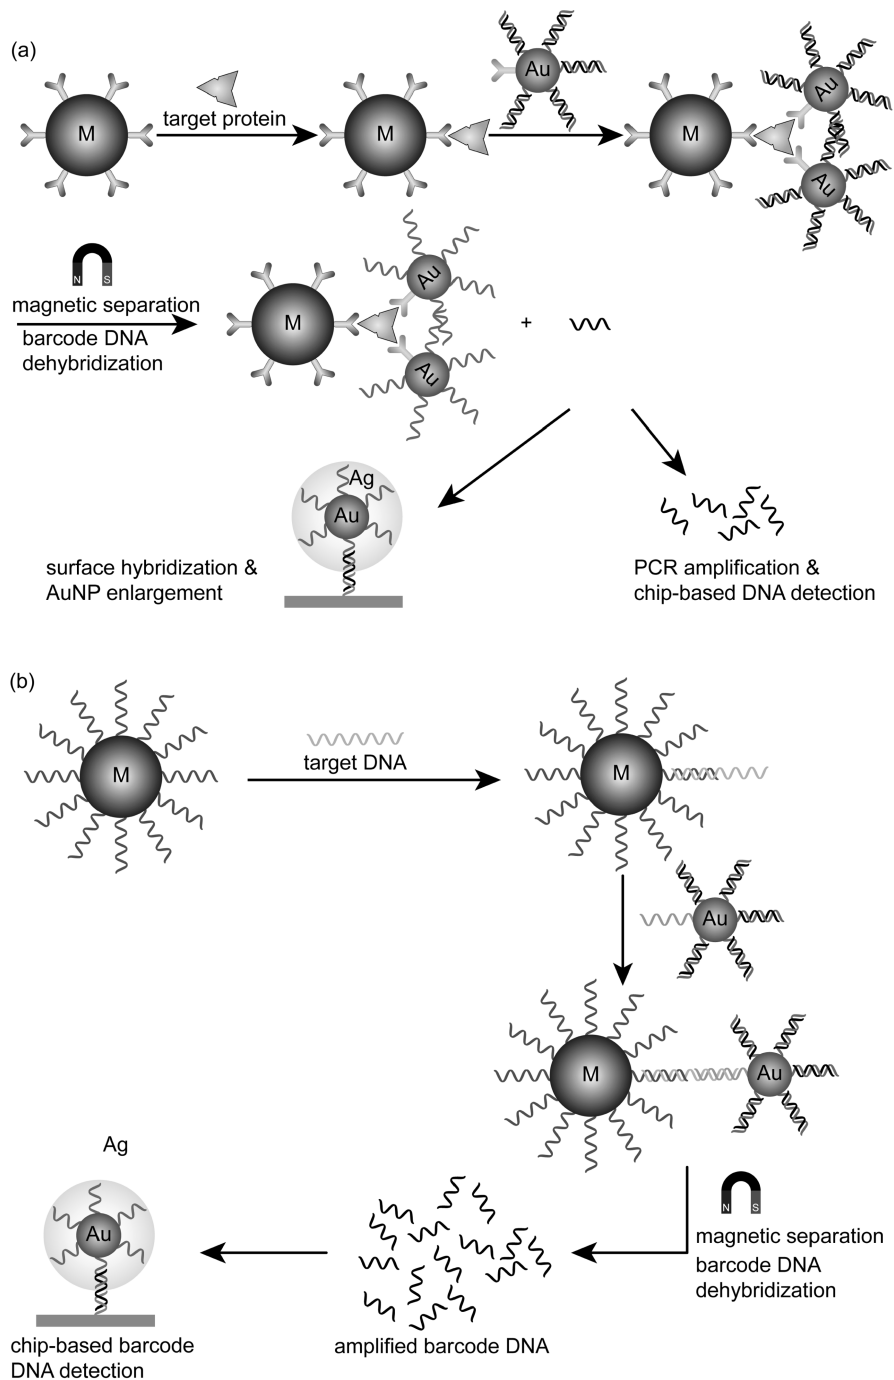 (a)
Au
M
target protein
M
M
Au
Au
N S
magnetic separation
barcode DNA
dehybridization
M
Au
Au
+
Ag
Au
surface hybridization &
AuNP enlargement
PCR amplification &
chip-based DNA detection
(b)
M
target DNA
M
Au
M
Au
N S
magnetic separation
barcode DNA
dehybridization
Ag
Au
amplified barcode DNA
chip-based barcode
DNA detection